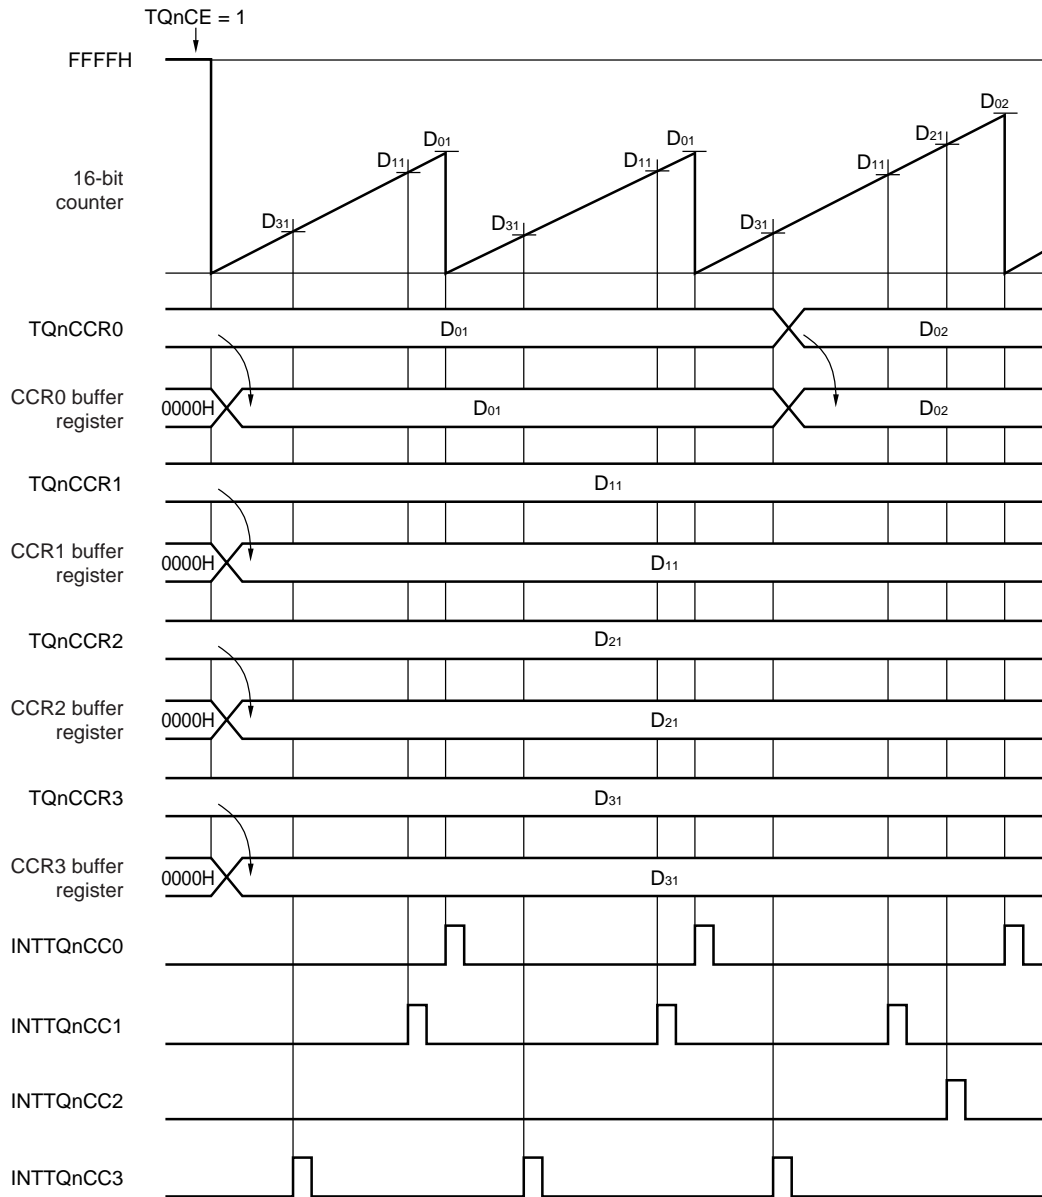 TQnCE = 1
FFFFH
16-bit
counter
D31
D11
D01
D31
D11
D01
D31
D11
D21
D02
TQnCCR0
D01
D02
CCR0 buffer
register
0000H
D01
D02
TQnCCR1
D11
CCR1 buffer
register
0000H
D11
TQnCCR2
D21
CCR2 buffer
register
0000H
D21
TQnCCR3
D31
CCR3 buffer
register
0000H
D31
INTTQnCC0
INTTQnCC1
INTTQnCC2
INTTQnCC3